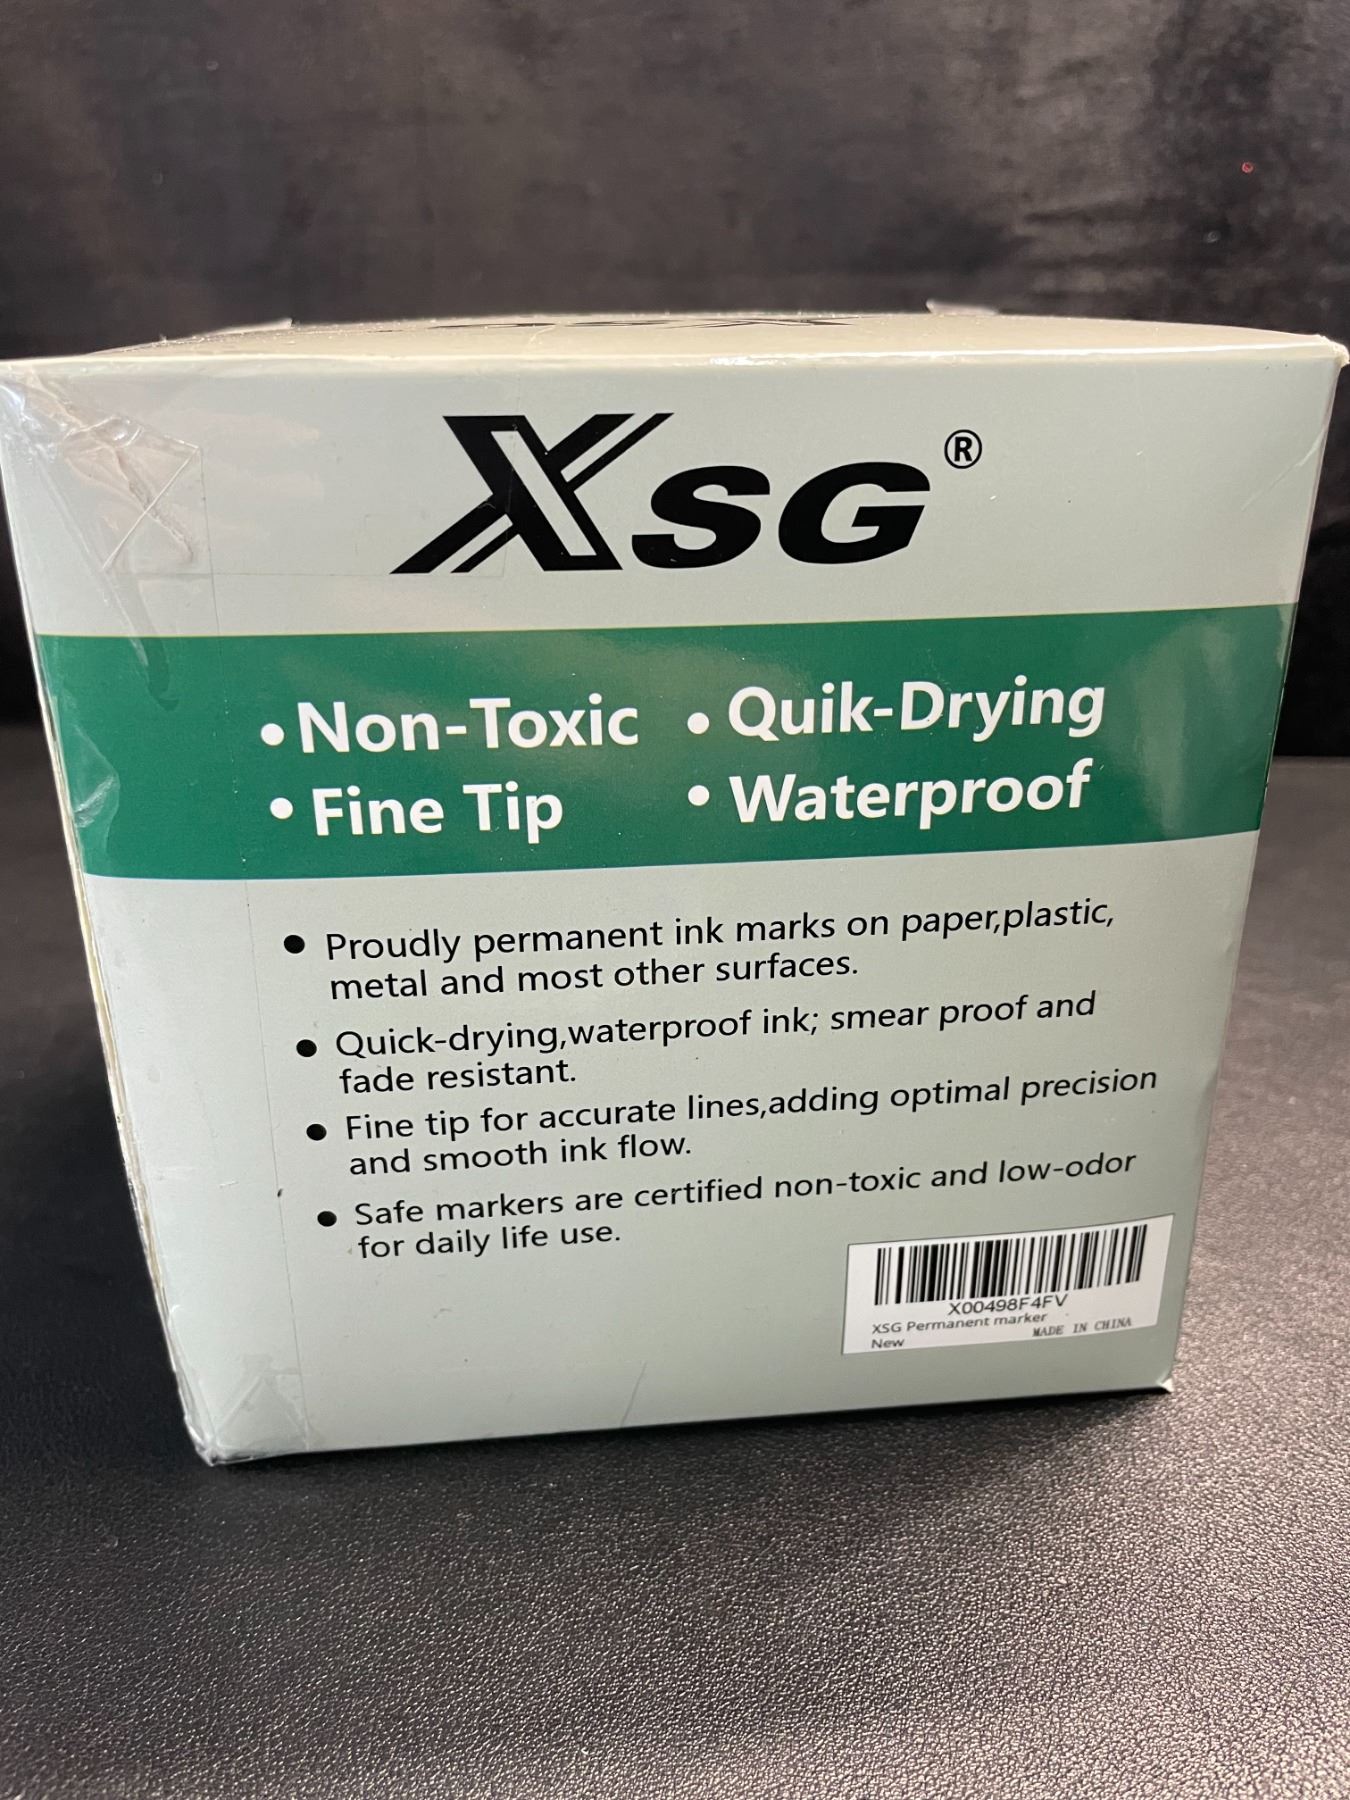 XSG®
• Non-Toxic • Quik-Drying
• Fine Tip • Waterproof
• Proudly permanent ink marks on paper,plastic,
metal and most other surfaces.
• Quick-drying,waterproof ink; smear proof and
fade resistant.
• Fine tip for accurate lines,adding optimal precision
and smooth ink flow.
• Safe markers are certified non-toxic and low-odor
for daily life use.
X00498F4FV
XSG Permanent marker
New MADE IN CHINA